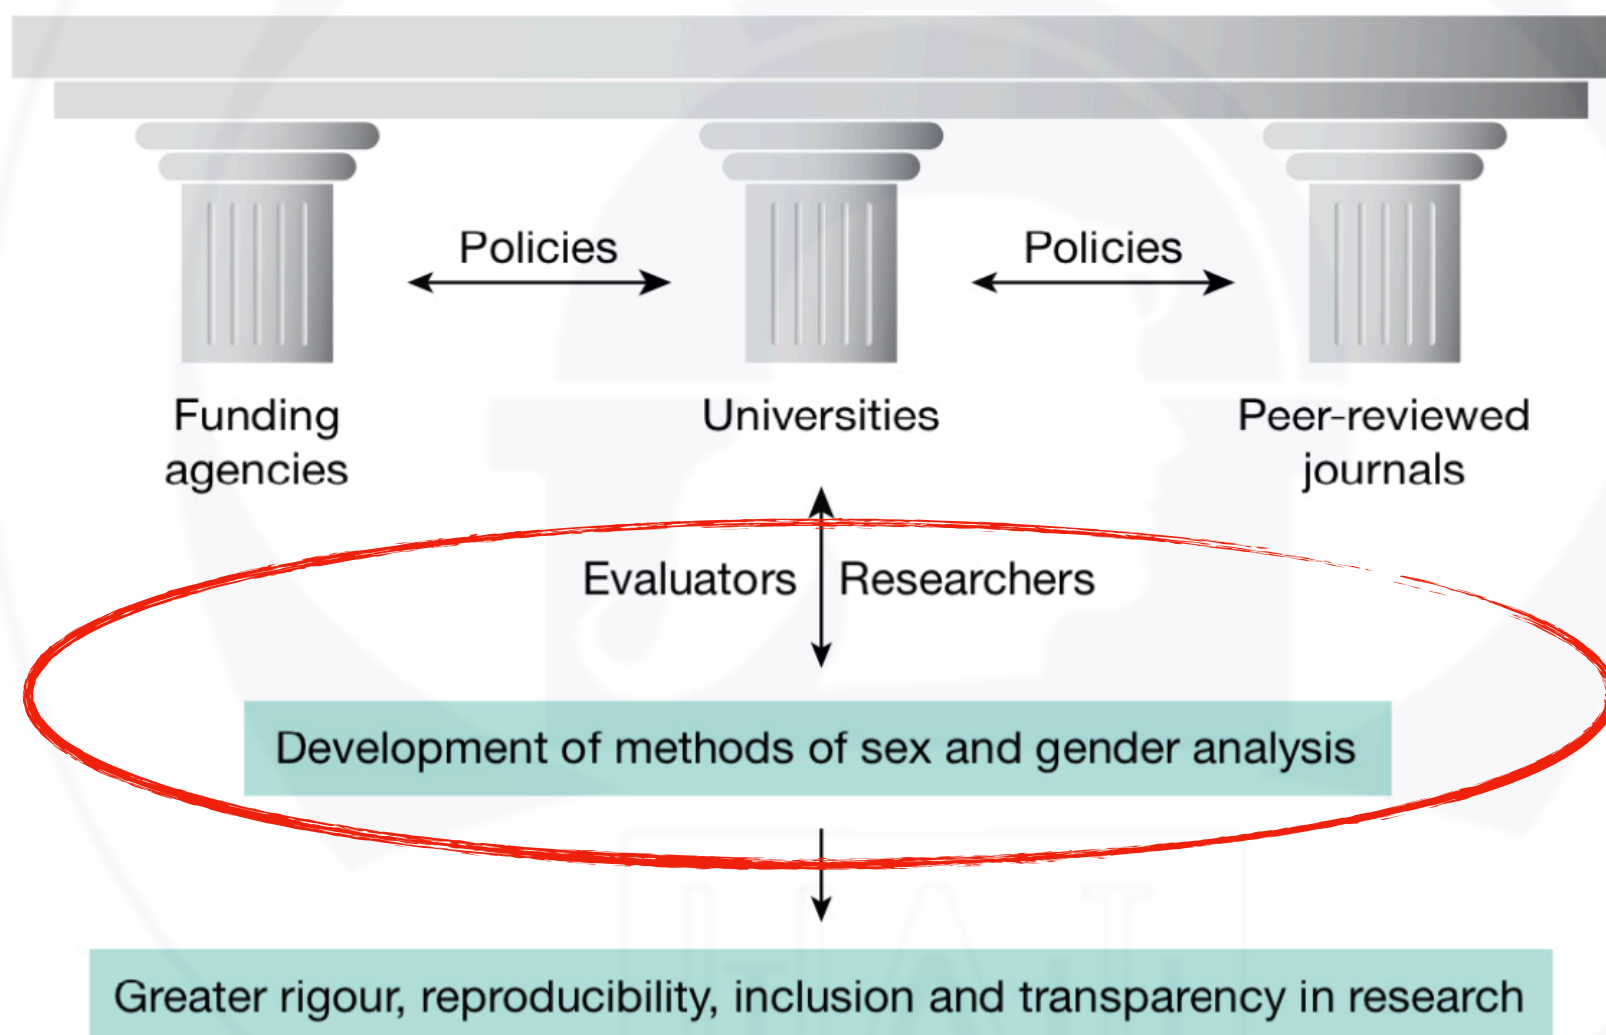 Policies
Policies
Funding
agencies
Universities
Peer-reviewed
journals
Evaluators
Researchers
Development of methods of sex and gender analysis
Greater rigour, reproducibility, inclusion and transparency in research